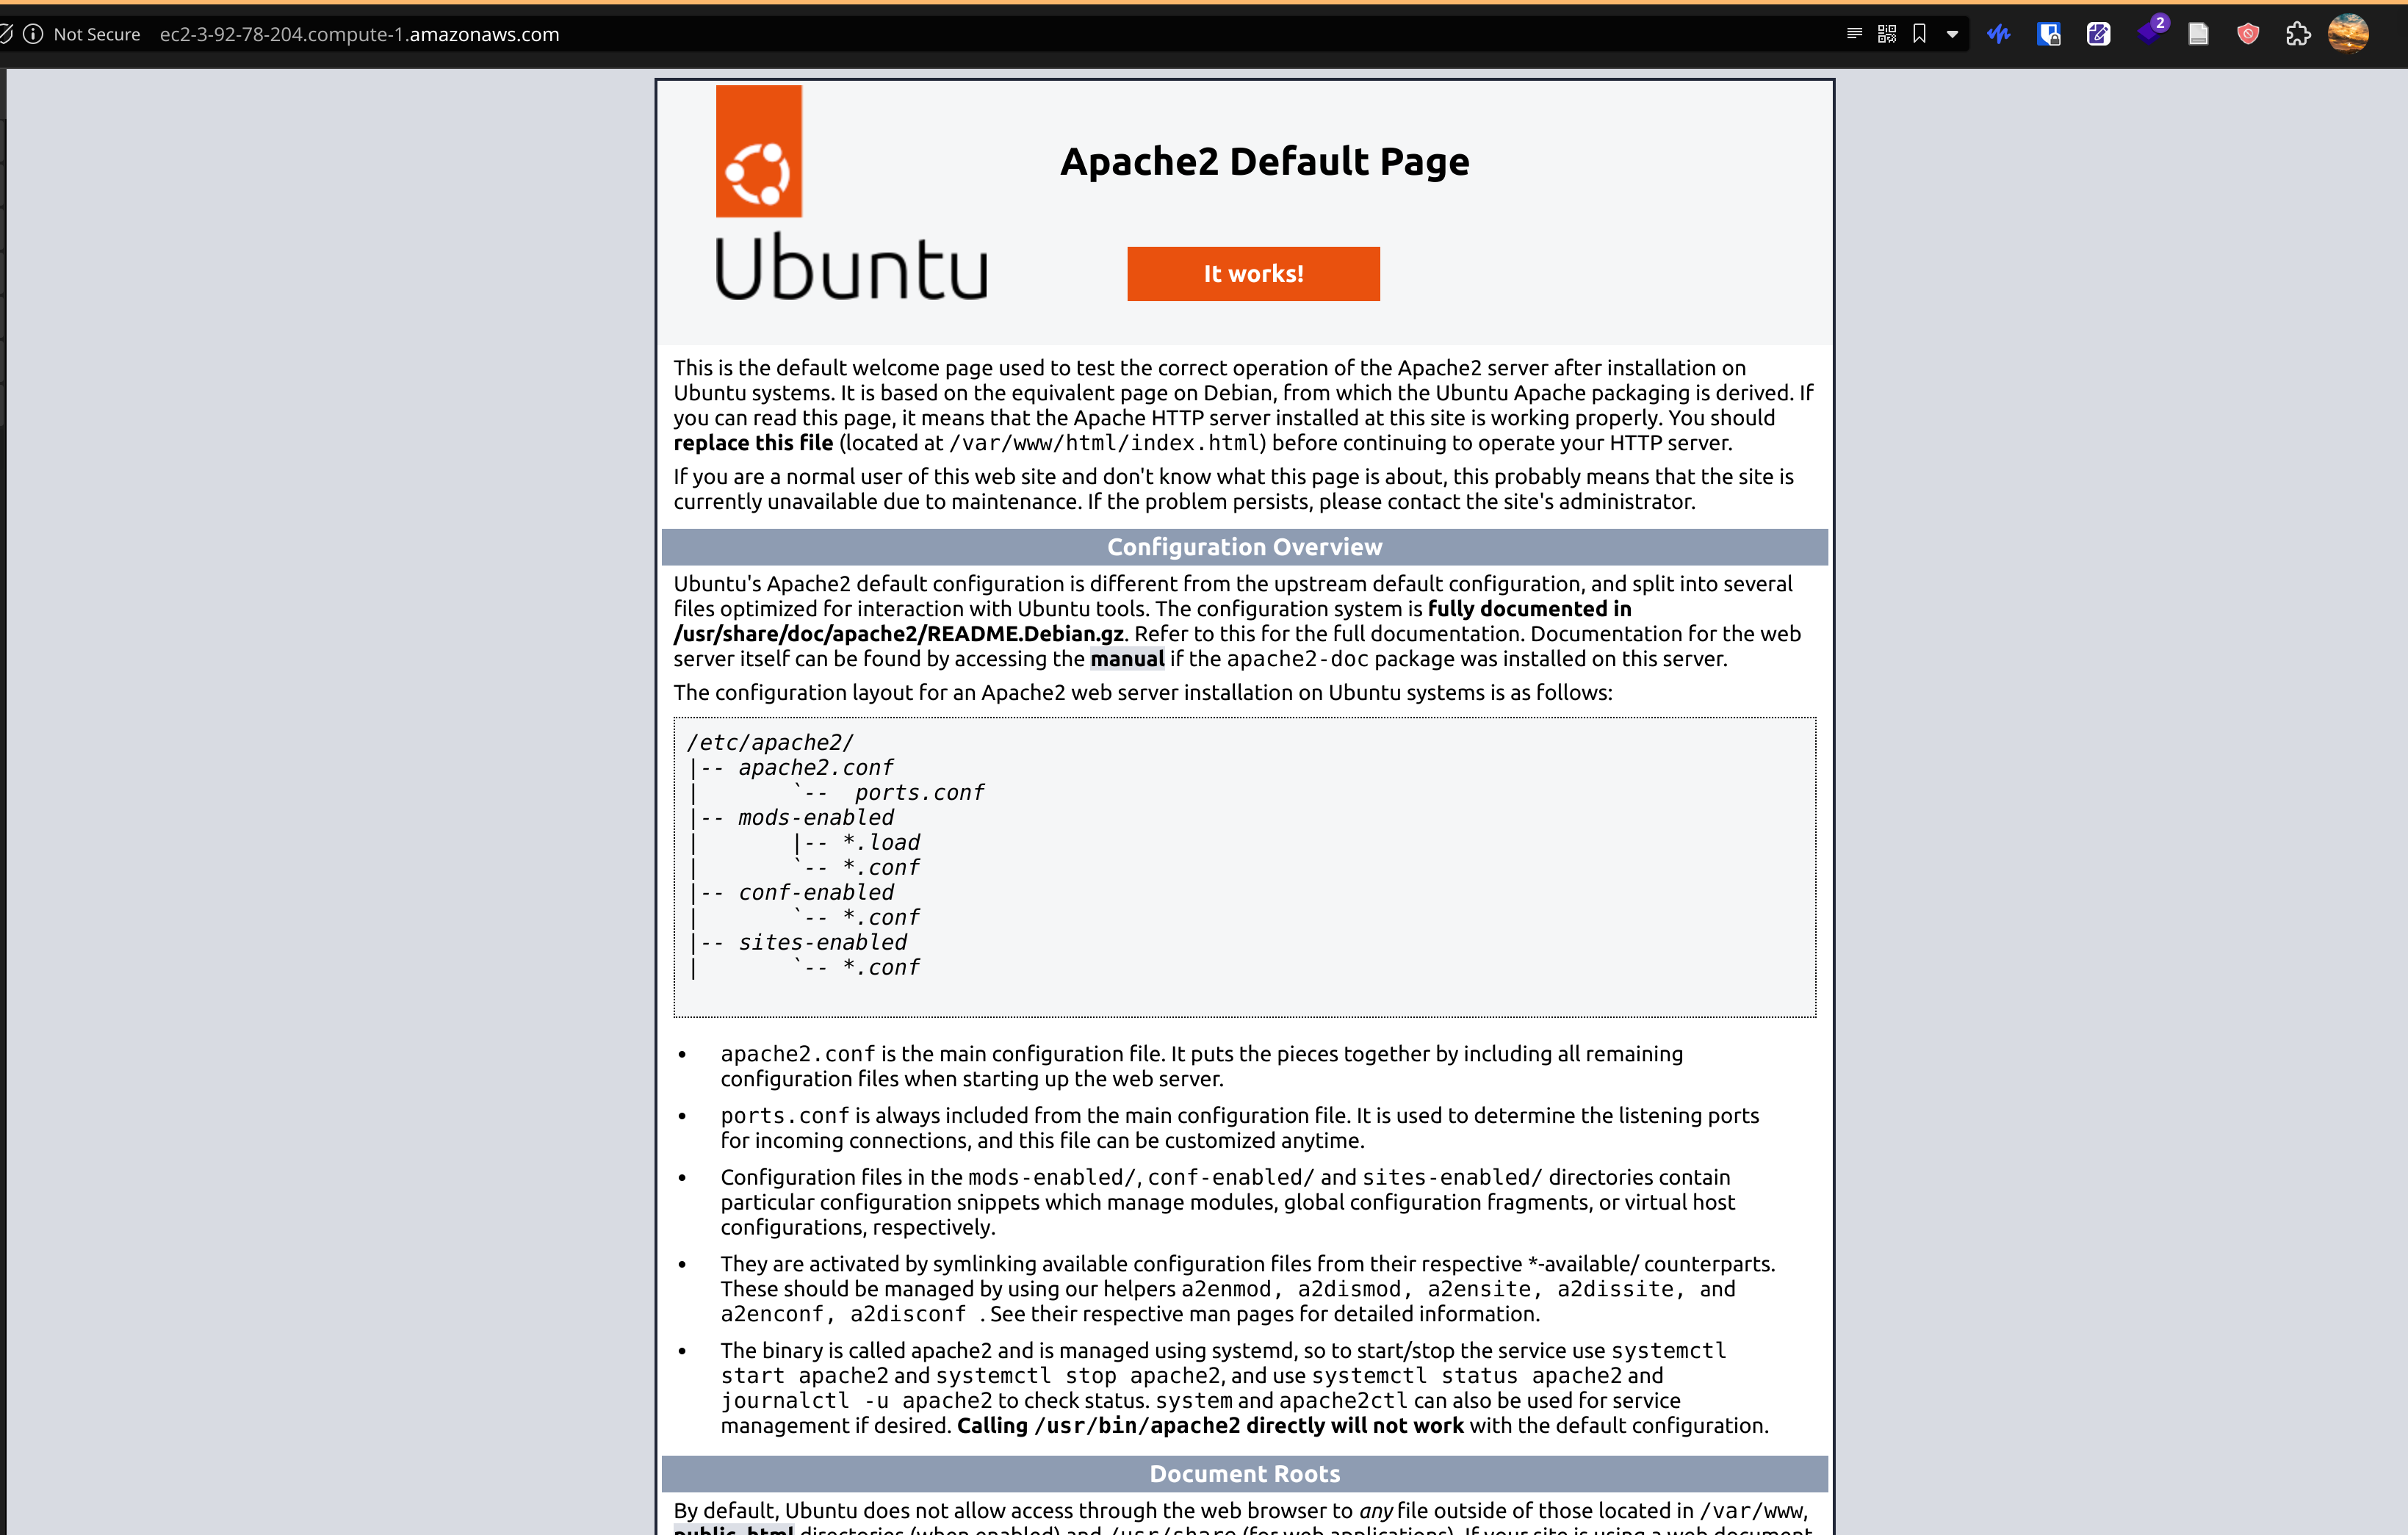 Not Secure ec2-3-92-78-204.compute-1.amazonaws.com
2
Apache2 Default Page
Ubuntu
It works!
This is the default welcome page used to test the correct operation of the Apache2 server after installation on
Ubuntu systems. It is based on the equivalent page on Debian, from which the Ubuntu Apache packaging is derived. If
you can read this page, it means that the Apache HTTP server installed at this site is working properly. You should
replace this file (located at /var/www/html/index.html) before continuing to operate your HTTP server.
If you are a normal user of this web site and don't know what this page is about, this probably means that the site is
currently unavailable due to maintenance. If the problem persists, please contact the site's administrator.
Configuration Overview
Ubuntu's Apache2 default configuration is different from the upstream default configuration, and split into several
files optimized for interaction with Ubuntu tools. The configuration system is fully documented in
/usr/share/doc/apache2/README.Debian.gz. Refer to this for the full documentation. Documentation for the web
server itself can be found by accessing the manual if the apache2-doc package was installed on this server.
The configuration layout for an Apache2 web server installation on Ubuntu systems is as follows:
/etc/apache2/
|-- apache2.conf
|       `--  ports.conf
|-- mods-enabled
|       |-- *.load
|       `-- *.conf
|-- conf-enabled
|       `-- *.conf
|-- sites-enabled
|       `-- *.conf
• apache2.conf is the main configuration file. It puts the pieces together by including all remaining
configuration files when starting up the web server.
• ports.conf is always included from the main configuration file. It is used to determine the listening ports
for incoming connections, and this file can be customized anytime.
• Configuration files in the mods-enabled/, conf-enabled/ and sites-enabled/ directories contain
particular configuration snippets which manage modules, global configuration fragments, or virtual host
configurations, respectively.
• They are activated by symlinking available configuration files from their respective *-available/ counterparts.
These should be managed by using our helpers a2enmod, a2dismod, a2ensite, a2dissite, and
a2enconf, a2disconf . See their respective man pages for detailed information.
• The binary is called apache2 and is managed using systemd, so to start/stop the service use systemctl
start apache2 and systemctl stop apache2, and use systemctl status apache2 and
journalctl -u apache2 to check status. system and apache2ctl can also be used for service
management if desired. Calling /usr/bin/apache2 directly will not work with the default configuration.
Document Roots
By default, Ubuntu does not allow access through the web browser to any file outside of those located in /var/www,
public_html directories (when enabled) and /usr/share (for web applications). If your site is using a web document